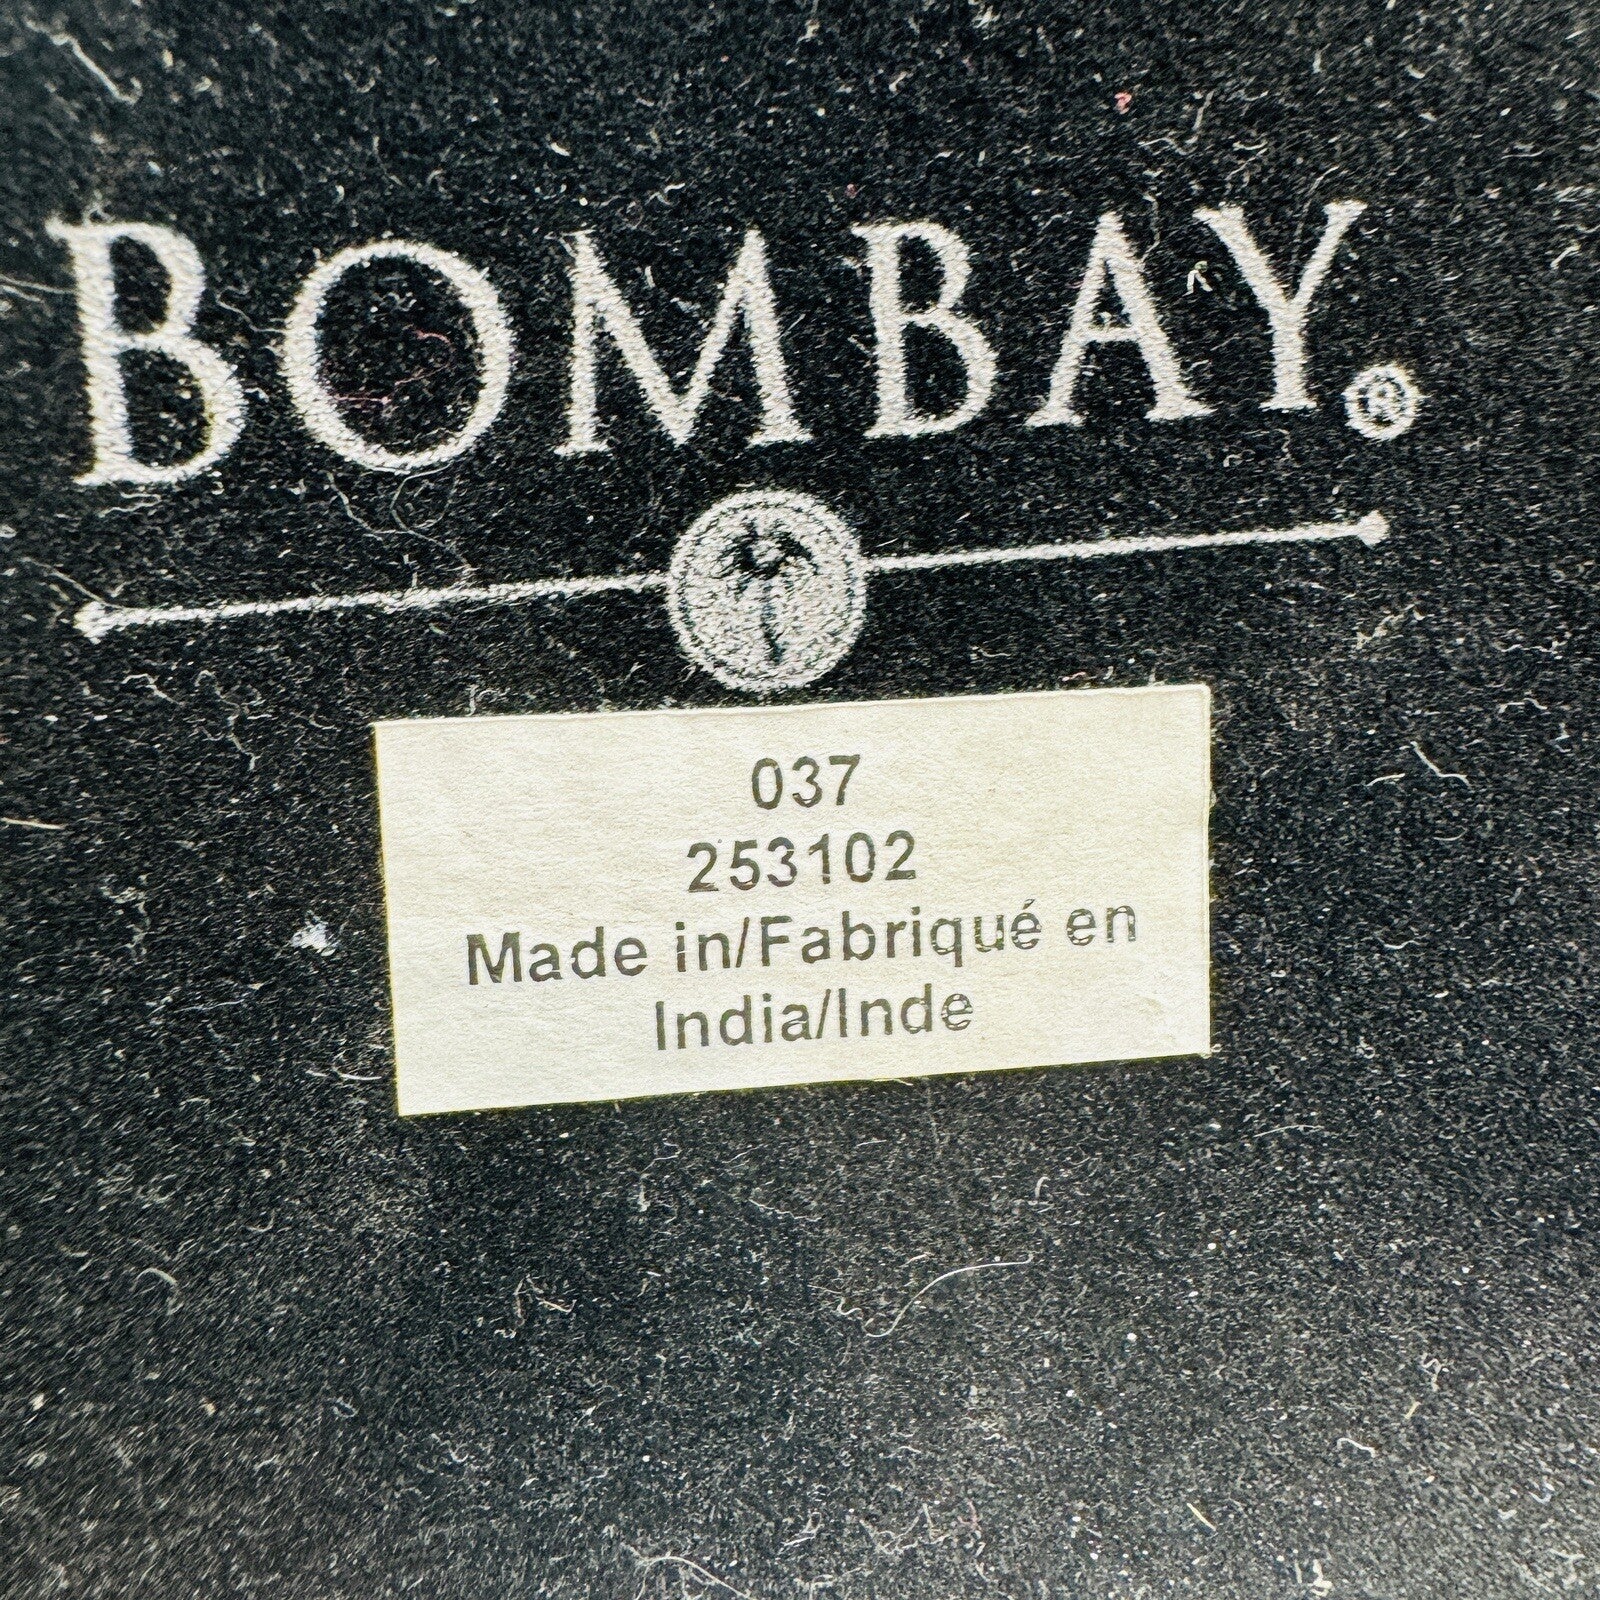 BOMBAY®
037
253102
Made in/Fabriqué en
India/Inde